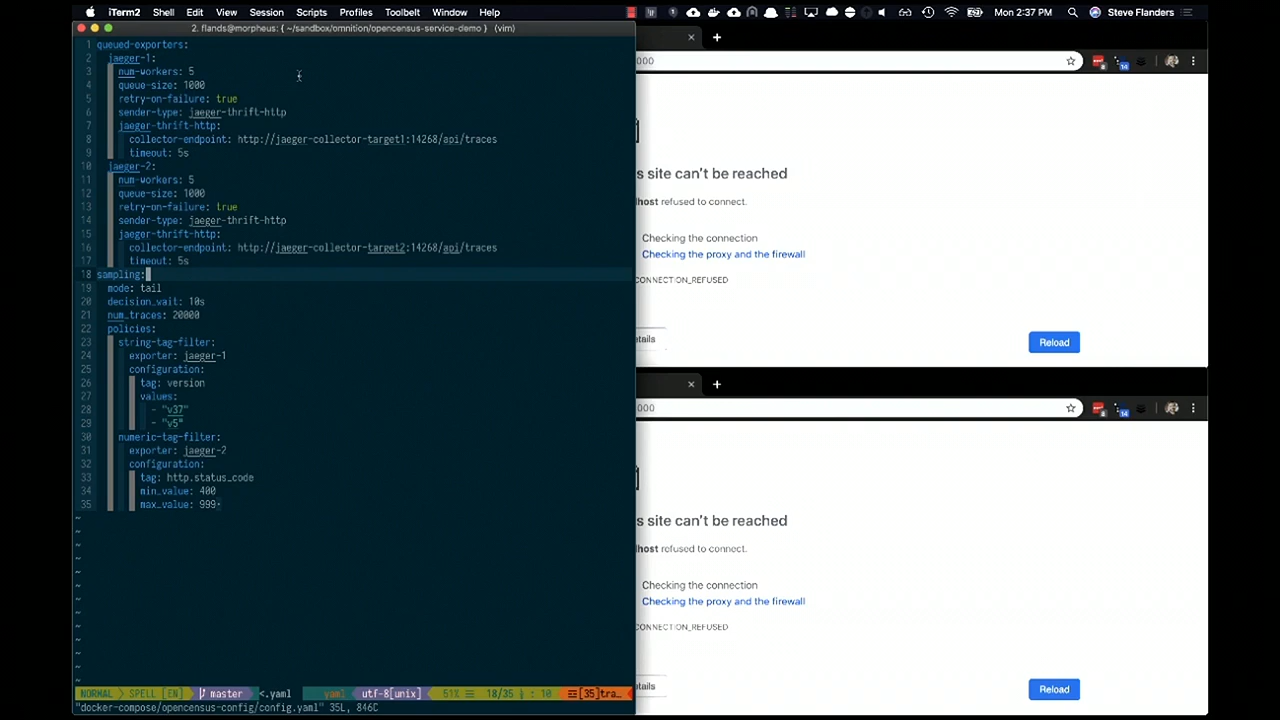 iTerm2 Shell Edit View Session Scripts Profiles Toolbelt Window Help
Mon 2:37 PM Steve Flanders
2. flands@morpheus: { ~/sandbox/omnition/opencensus-service-demo } (vim)
1 queued-exporters:
2 jaeger-1:
3 num-workers: 5
4 queue-size: 1000
5 retry-on-failure: true
6 sender-type: jaeger-thrift-http
7 jaeger-thrift-http:
8 collector-endpoint: http://jaeger-collector-target1:14268/api/traces
9 timeout: 5s
10 jaeger-2:
11 num-workers: 5
12 queue-size: 1000
13 retry-on-failure: true
14 sender-type: jaeger-thrift-http
15 jaeger-thrift-http:
16 collector-endpoint: http://jaeger-collector-target2:14268/api/traces
17 timeout: 5s
18 sampling:
19 mode: tail
20 decision_wait: 10s
21 num_traces: 20000
22 policies:
23 string-tag-filter:
24 exporter: jaeger-1
25 configuration:
26 tag: version
27 values:
28 - "v37"
29 - "v5"
30 numeric-tag-filter:
31 exporter: jaeger-2
32 configuration:
33 tag: http.status_code
34 min_value: 400
35 max_value: 999
~
~
~
~
~
~
~
~
~
~
~
~
~
NORMAL SPELL [EN] master <.yaml yaml utf-8[unix] 51% 18/35 : 10 [35]tra…
"docker-compose/opencensus-config/config.yaml" 35L, 846C
000
s site can't be reached
lhost refused to connect.
Checking the connection
Checking the proxy and the firewall
CONNECTION_REFUSED
etails
Reload
000
s site can't be reached
lhost refused to connect.
Checking the connection
Checking the proxy and the firewall
CONNECTION_REFUSED
etails
Reload